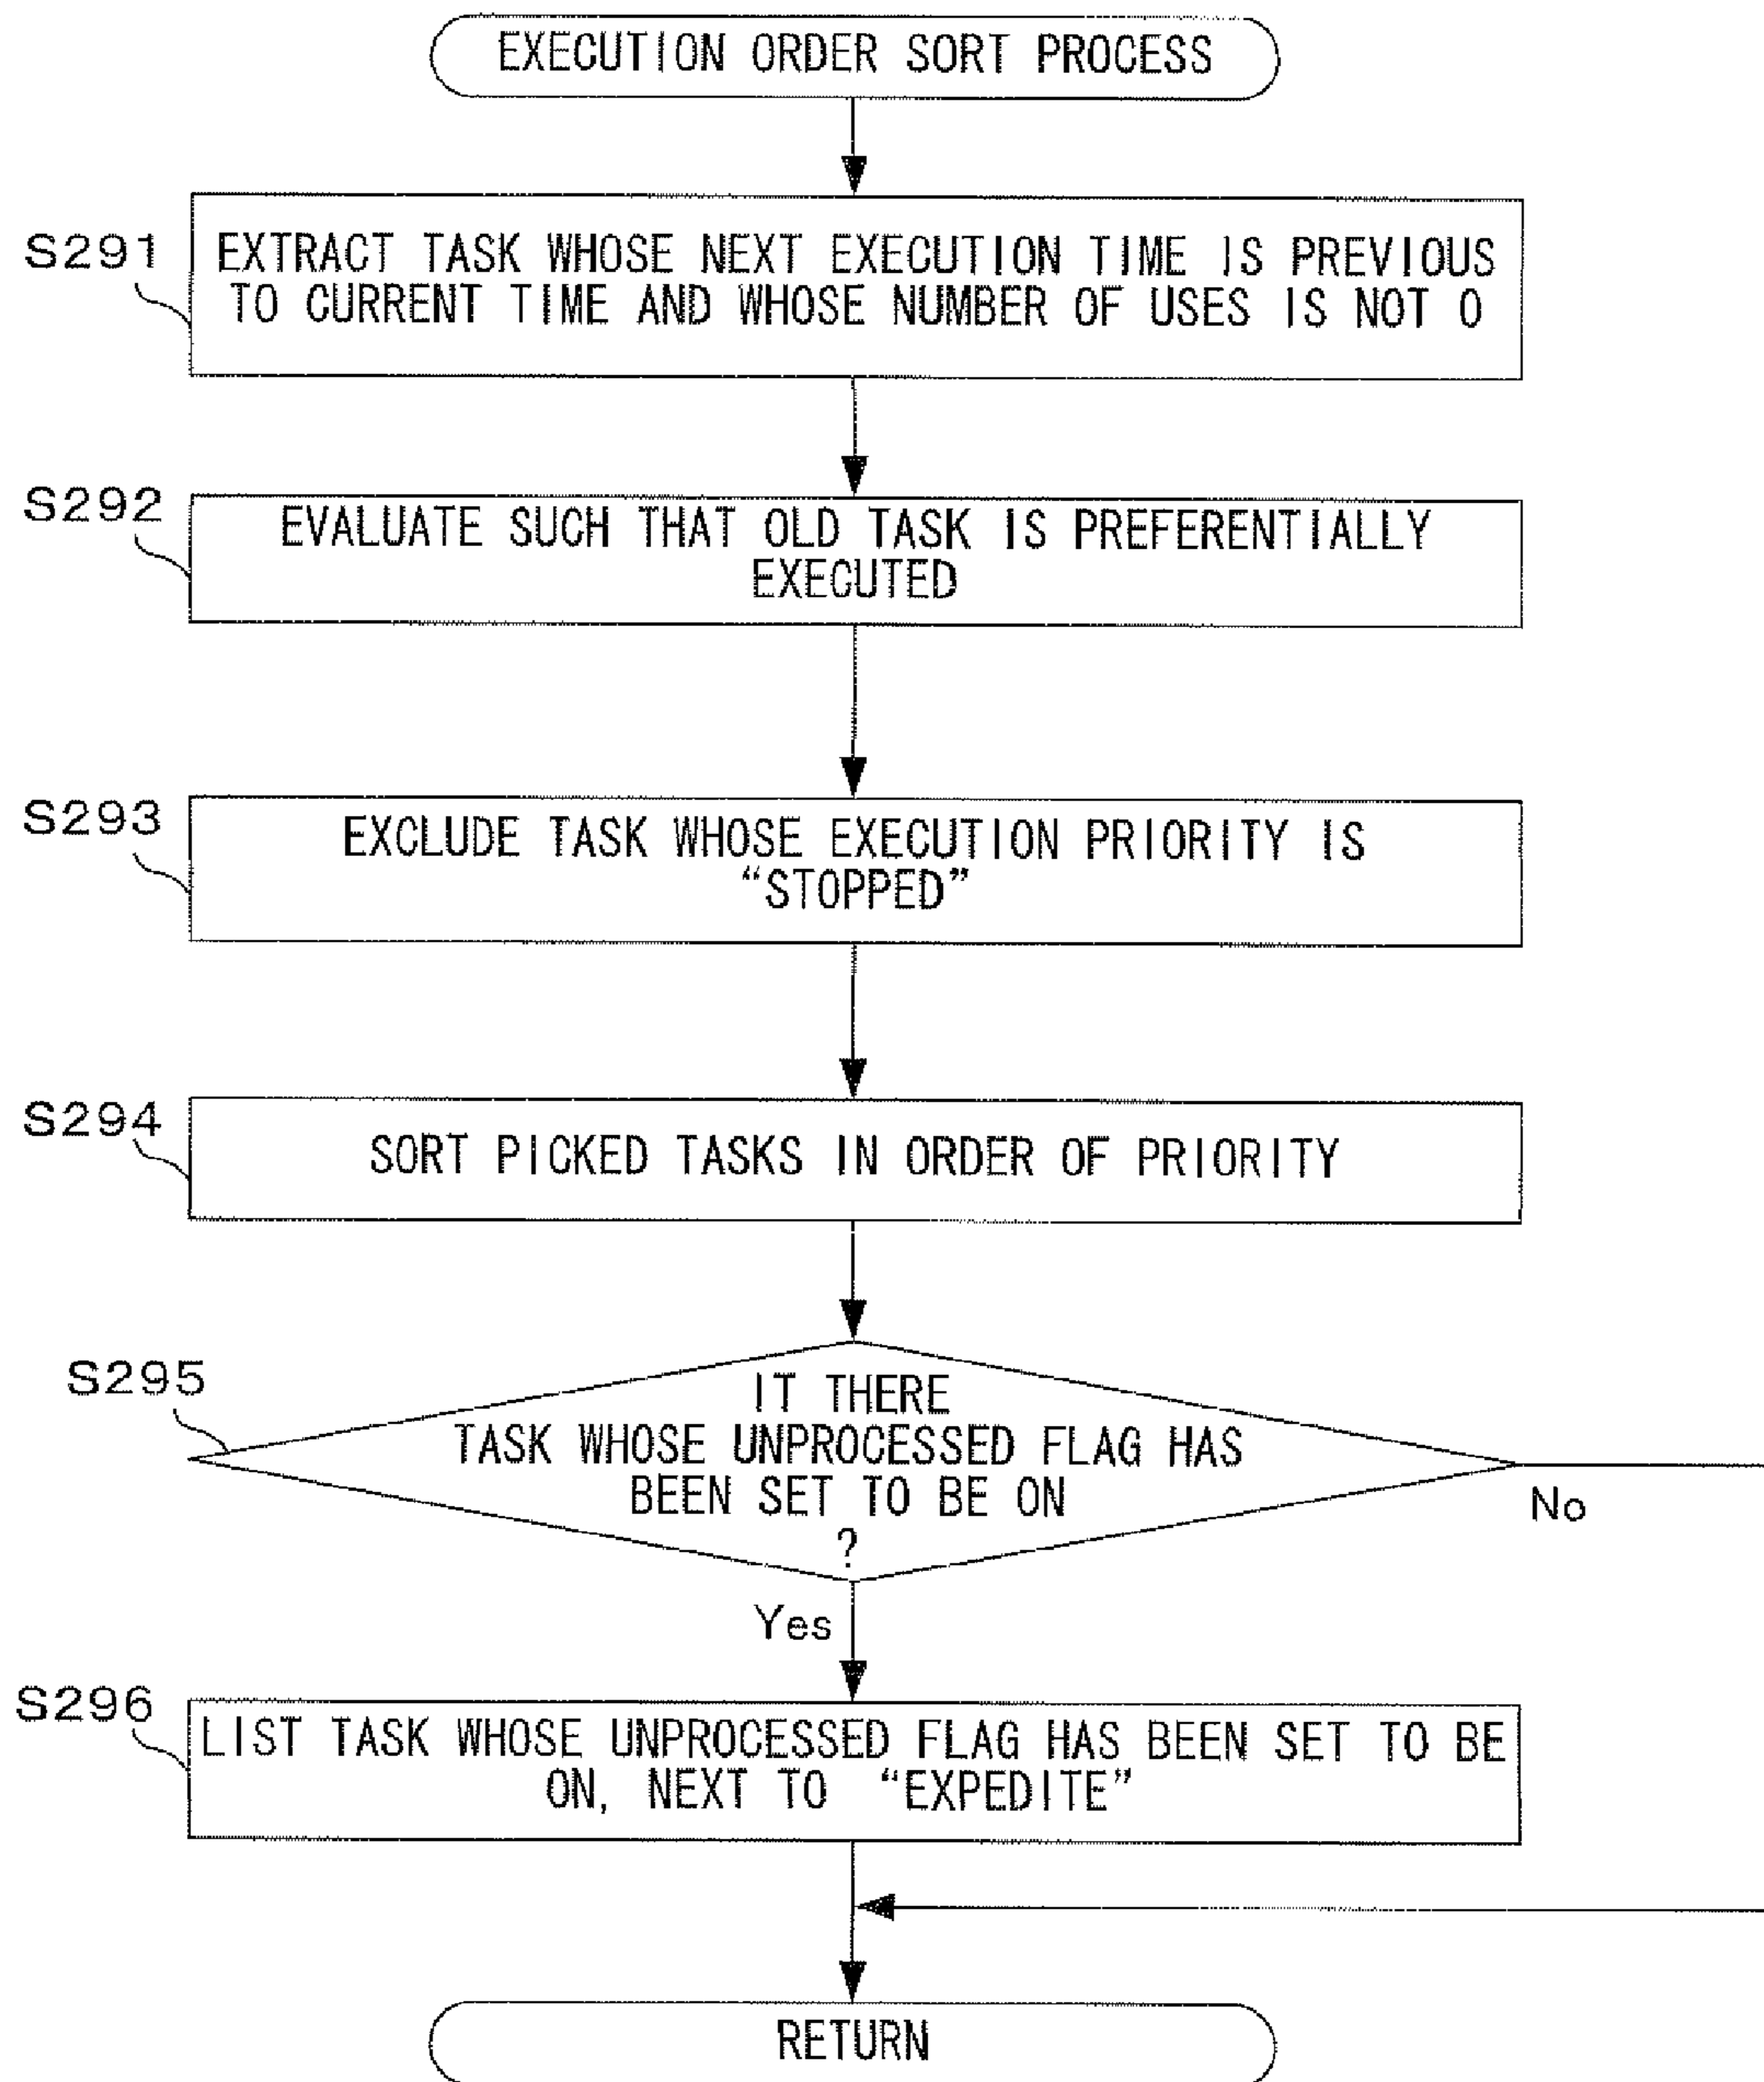 EXECUTION ORDER SORT PROCESS
S291
EXTRACT TASK WHOSE NEXT EXECUTION TIME IS PREVIOUS
TO CURRENT TIME AND WHOSE NUMBER OF USES IS NOT 0
S292
EVALUATE SUCH THAT OLD TASK IS PREFERENTIALLY
EXECUTED
S293
EXCLUDE TASK WHOSE EXECUTION PRIORITY IS
“STOPPED”
S294
SORT PICKED TASKS IN ORDER OF PRIORITY
S295
IT THERE
TASK WHOSE UNPROCESSED FLAG HAS
BEEN SET TO BE ON
?
No
Yes
S296
LIST TASK WHOSE UNPROCESSED FLAG HAS BEEN SET TO BE
ON, NEXT TO “EXPEDITE”
RETURN